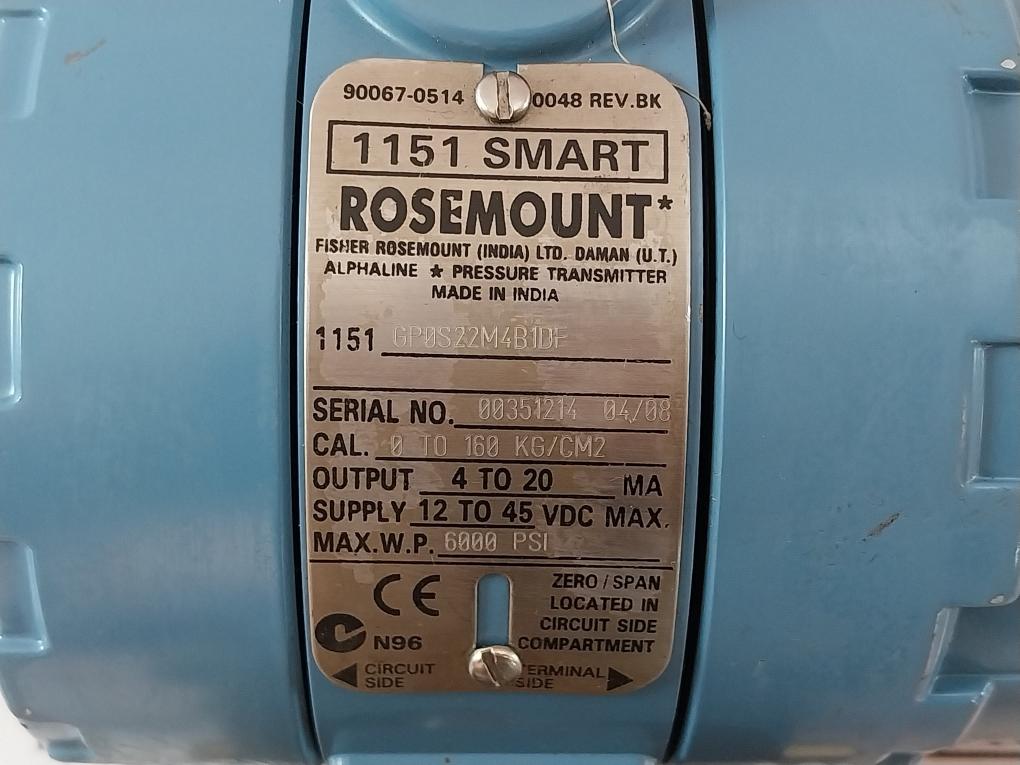 90067-0514 0048 REV.BK
1151 SMART
ROSEMOUNT*
FISHER ROSEMOUNT (INDIA) LTD. DAMAN (U.T.)
ALPHALINE * PRESSURE TRANSMITTER
MADE IN INDIA
1151 GP0S22M4B1DF
SERIAL NO. 00351214 04/08
CAL. 0 TO 160 KG/CM2
OUTPUT 4 TO 20 MA
SUPPLY 12 TO 45 VDC MAX.
MAX.W.P. 6000 PSI
CE
N96
ZERO/SPAN
LOCATED IN
CIRCUIT SIDE
COMPARTMENT
CIRCUIT
SIDE
TERMINAL
SIDE